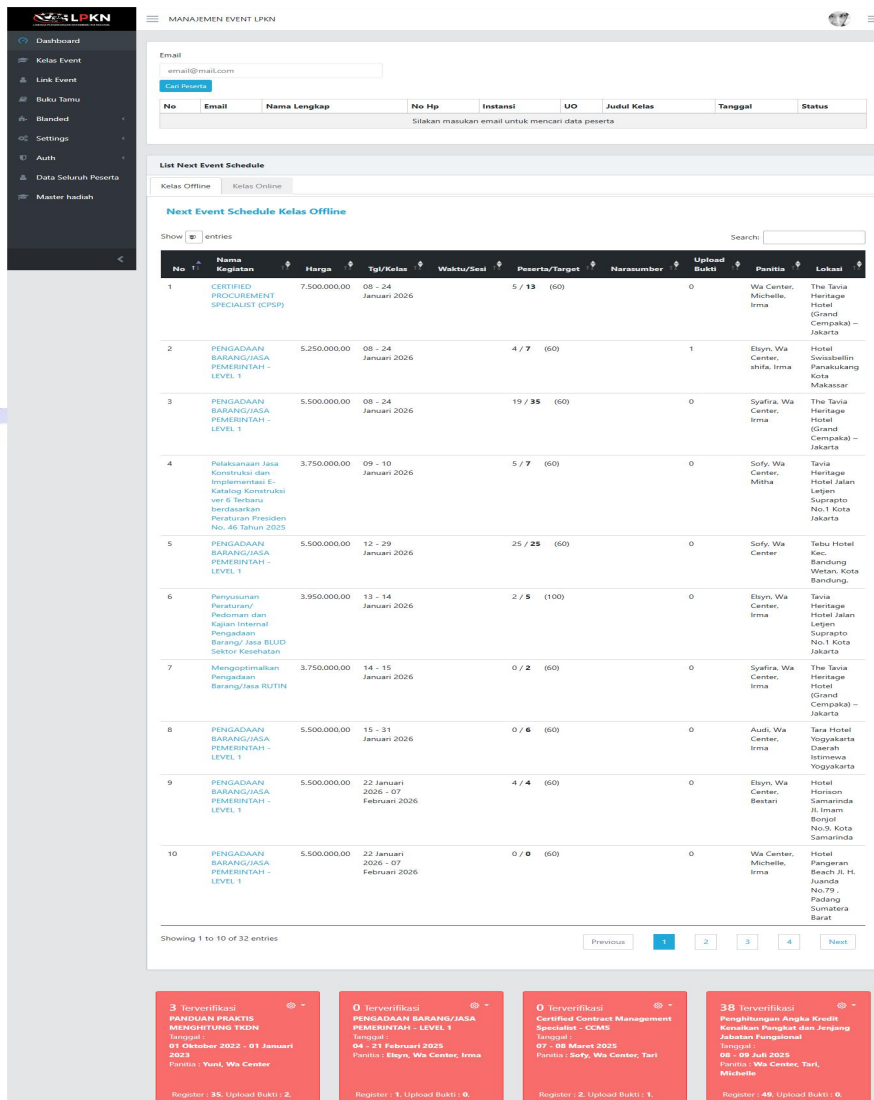 LPKN
MANAJEMEN EVENT LPKN
Dashboard
Kelas Event
Link Event
Buku Tamu
Blanded
Settings
Auth
Data Seluruh Peserta
Master hadiah
Email
email@mail.com
Cari Peserta
No Email Nama Lengkap No Hp Instansi UO Judul Kelas Tanggal Status
Silakan masukan email untuk mencari data peserta
List Next Event Schedule
Kelas Offline Kelas Online
Next Event Schedule Kelas Offline
Show entries Search:
No Nama Kegiatan Harga Tgl/Kelas Waktu/Sesi Peserta/Target Narasumber Upload Bukti Panitia Lokasi
1 CERTIFIED 7.500.000,00 08 - 24 5 / 13 (60) 0 Wa Center, The Tavia
PROCUREMENT Januari 2026 Michelle, Heritage
SPECIALIST (CPSP) Irma Hotel
(Grand
Cempaka) –
Jakarta
2 PENGADAAN 5.250.000,00 08 - 24 4 / 7 (60) 1 Elsyn, Wa Hotel
BARANG/JASA Januari 2026 Center, Swissbellin
PEMERINTAH - shifa, Irma Panakukang
LEVEL 1 Kota
Makassar
3 PENGADAAN 5.500.000,00 08 - 24 19 / 35 (60) 0 Syafira, Wa The Tavia
BARANG/JASA Januari 2026 Center, Heritage
PEMERINTAH - Irma Hotel
LEVEL 1 (Grand
Cempaka) –
Jakarta
4 Pelaksanaan Jasa 3.750.000,00 09 - 10 5 / 7 (60) 0 Sofy, Wa Tavia
Konstruksi dan Januari 2026 Center, Heritage
Implementasi E- Mitha Hotel Jalan
Katalog Konstruksi Letjen
ver 6 Terbaru Suprapto
berdasarkan No.1 Kota
Peraturan Presiden Jakarta
No. 46 Tahun 2025
5 PENGADAAN 5.500.000,00 12 - 29 25 / 25 (60) 0 Sofy, Wa Tebu Hotel
BARANG/JASA Januari 2026 Center Kec.
PEMERINTAH - Bandung
LEVEL 1 Wetan, Kota
Bandung,
6 Penyusunan 3.950.000,00 13 - 14 2 / 5 (100) 0 Elsyn, Wa Tavia
Peraturan/ Januari 2026 Center, Heritage
Pedoman dan Irma Hotel Jalan
Kajian Internal Letjen
Pengadaan Suprapto
Barang/ Jasa BLUD No.1 Kota
Sektor Kesehatan Jakarta
7 Mengoptimalkan 3.750.000,00 14 - 15 0 / 2 (60) 0 Syafira, Wa The Tavia
Pengadaan Januari 2026 Center, Heritage
Barang/Jasa RUTIN Irma Hotel
(Grand
Cempaka) –
Jakarta
8 PENGADAAN 5.500.000,00 15 - 31 0 / 6 (60) 0 Audi, Wa Tara Hotel
BARANG/JASA Januari 2026 Center, Yogyakarta
PEMERINTAH - Irma Daerah
LEVEL 1 Istimewa
Yogyakarta
9 PENGADAAN 5.500.000,00 22 Januari 4 / 4 (60) 0 Elsyn, Wa Hotel
BARANG/JASA 2026 - 07 Center, Horison
PEMERINTAH - Februari 2026 Bestari Samarinda
LEVEL 1 Jl. Imam
Bonjol
No.9, Kota
Samarinda
10 PENGADAAN 5.500.000,00 22 Januari 0 / 0 (60) 0 Wa Center, Hotel
BARANG/JASA 2026 - 07 Michelle, Pangeran
PEMERINTAH - Februari 2026 Irma Beach Jl. H.
LEVEL 1 Juanda
No.79 ,
Padang
Sumatera
Barat
Showing 1 to 10 of 32 entries Previous 1 2 3 4 Next
3 Terverifikasi
PANDUAN PRAKTIS
MENGHITUNG TKDN
Tanggal :
01 Oktober 2022 - 01 Januari
2023
Panitia : Yuni, Wa Center
Register : 35, Upload Bukti : 2,
0 Terverifikasi
PENGADAAN BARANG/JASA
PEMERINTAH - LEVEL 1
Tanggal :
04 - 21 Februari 2025
Panitia : Elsyn, Wa Center, Irma
Register : 1, Upload Bukti : 0,
0 Terverifikasi
Certified Contract Management
Specialist - CCMS
Tanggal :
07 - 08 Maret 2025
Panitia : Sofy, Wa Center, Tari
Register : 2, Upload Bukti : 1,
38 Terverifikasi
Penghitungan Angka Kredit
Kenaikan Pangkat dan Jenjang
Jabatan Fungsional
Tanggal :
08 - 09 Juli 2025
Panitia : Wa Center, Tari,
Michelle
Register : 49, Upload Bukti : 0,